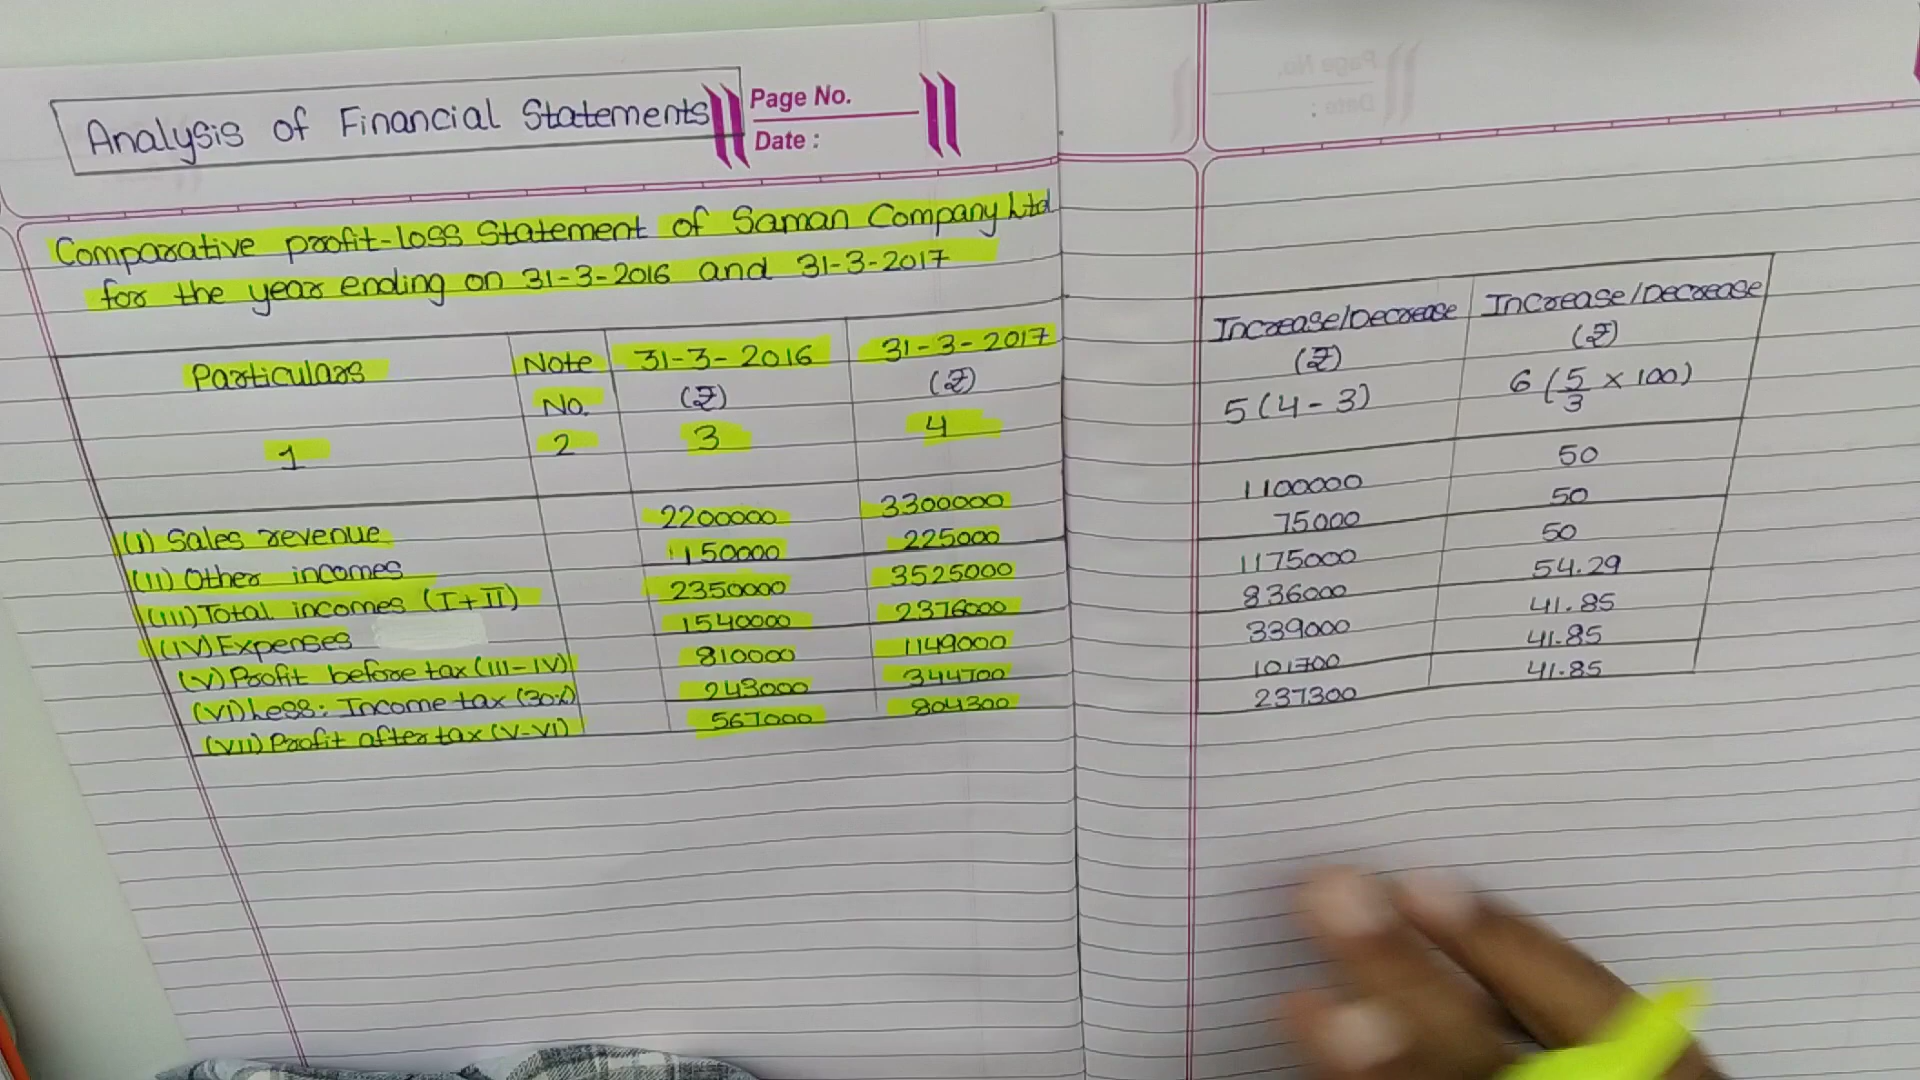 Analysis of Financial Statements
Page No.
Date :
Comparative profit-loss Statement of Saman Company Ltd
for the year ending on 31-3-2016 and 31-3-2017
Particulars Note No. 31-3-2016 (₹) 31-3-2017 (₹) Increase/Decrease (₹) Increase/Decrease (₹)
1 2 3 4 5(4-3) 6(5/3 × 100)
(I) Sales revenue 2200000 3300000 1100000 50
(II) Other incomes 150000 225000 75000 50
(III) Total incomes (I+II) 2350000 3525000 1175000 50
(IV) Expenses 1540000 2376000 836000 54.29
(V) Profit before tax (III-IV) 810000 1149000 339000 41.85
(VI) Less: Income tax (30%) 243000 344700 101700 41.85
(VII) Profit after tax (V-VI) 567000 804300 237300 41.85